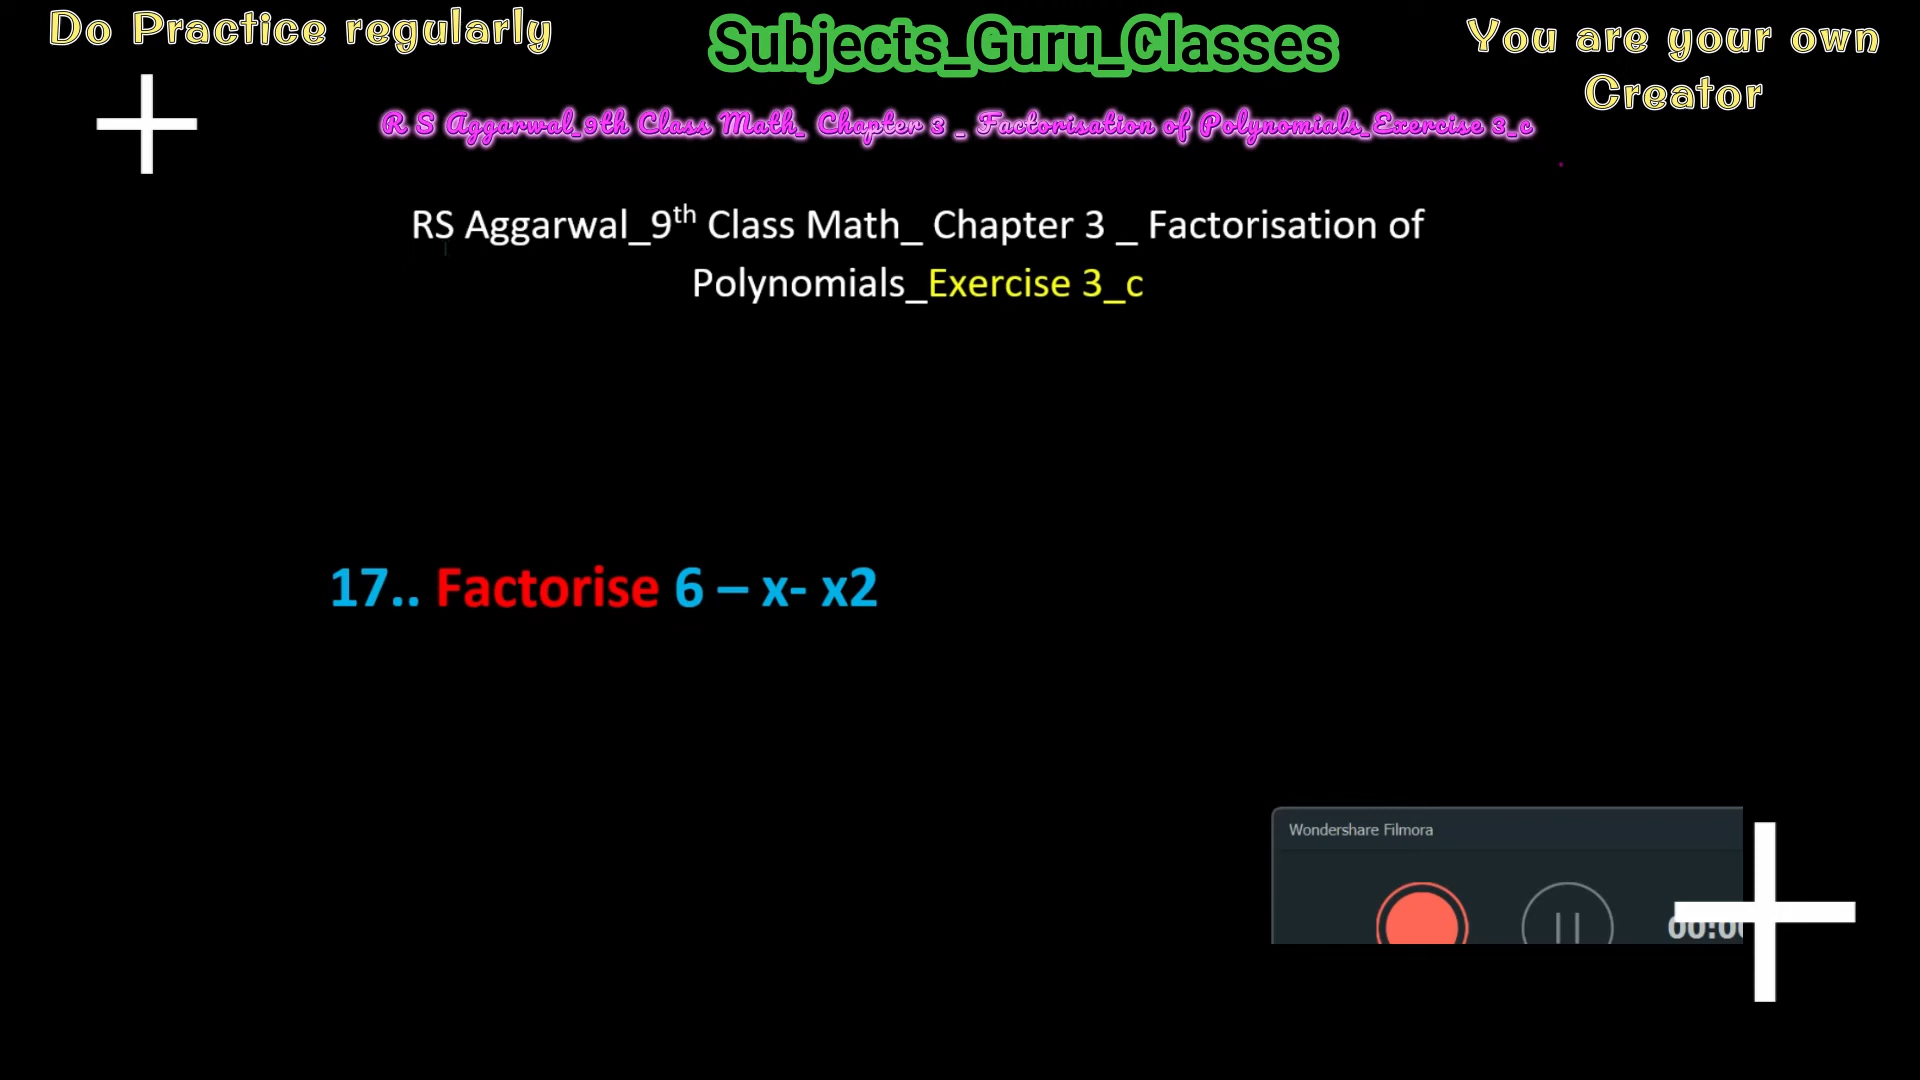 Do Practice regularly
Subjects_Guru_Classes
You are your own
Creator
R S Aggarwal_9th Class Math_ Chapter 3 _ Factorisation of Polynomials_Exercise 3_c
RS Aggarwal_9th Class Math_ Chapter 3 _ Factorisation of
Polynomials_Exercise 3_c
17.. Factorise 6 – x- x2
Wondershare Filmora